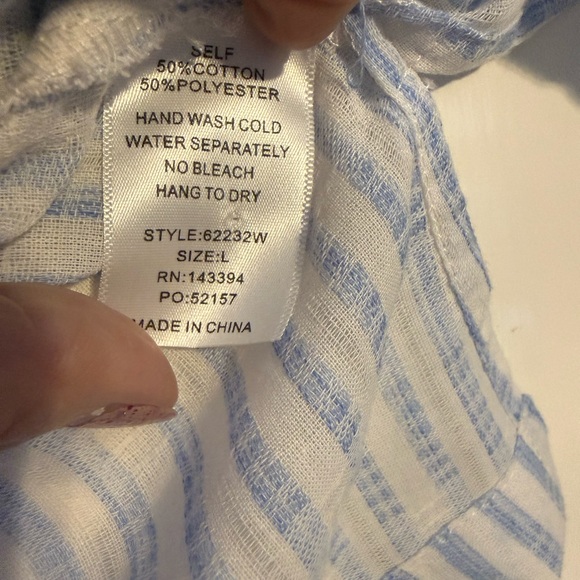 SELF
50%COTTON
50%POLYESTER
HAND WASH COLD
WATER SEPARATELY
NO BLEACH
HANG TO DRY
STYLE:62232W
SIZE:L
RN:143394
PO:52157
MADE IN CHINA